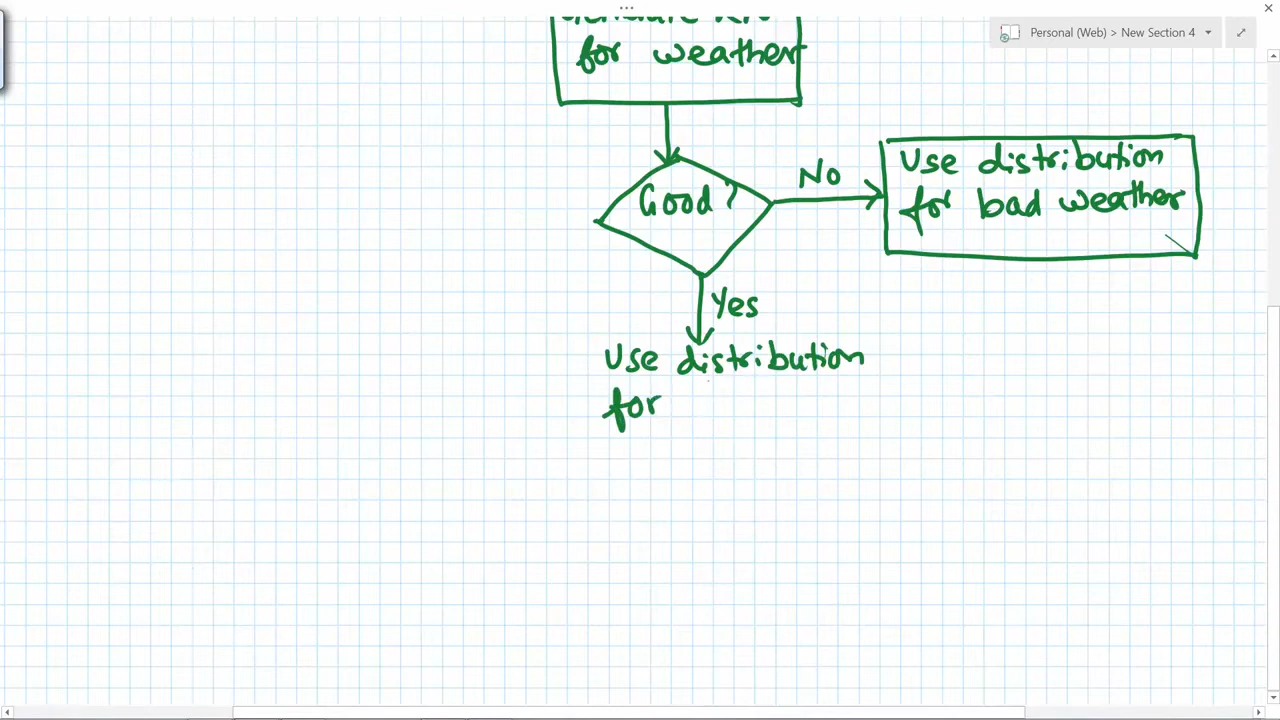 Personal (Web) > New Section 4
for weather
Good?
No
Use distribution
for bad weather
Yes
Use distribution
for